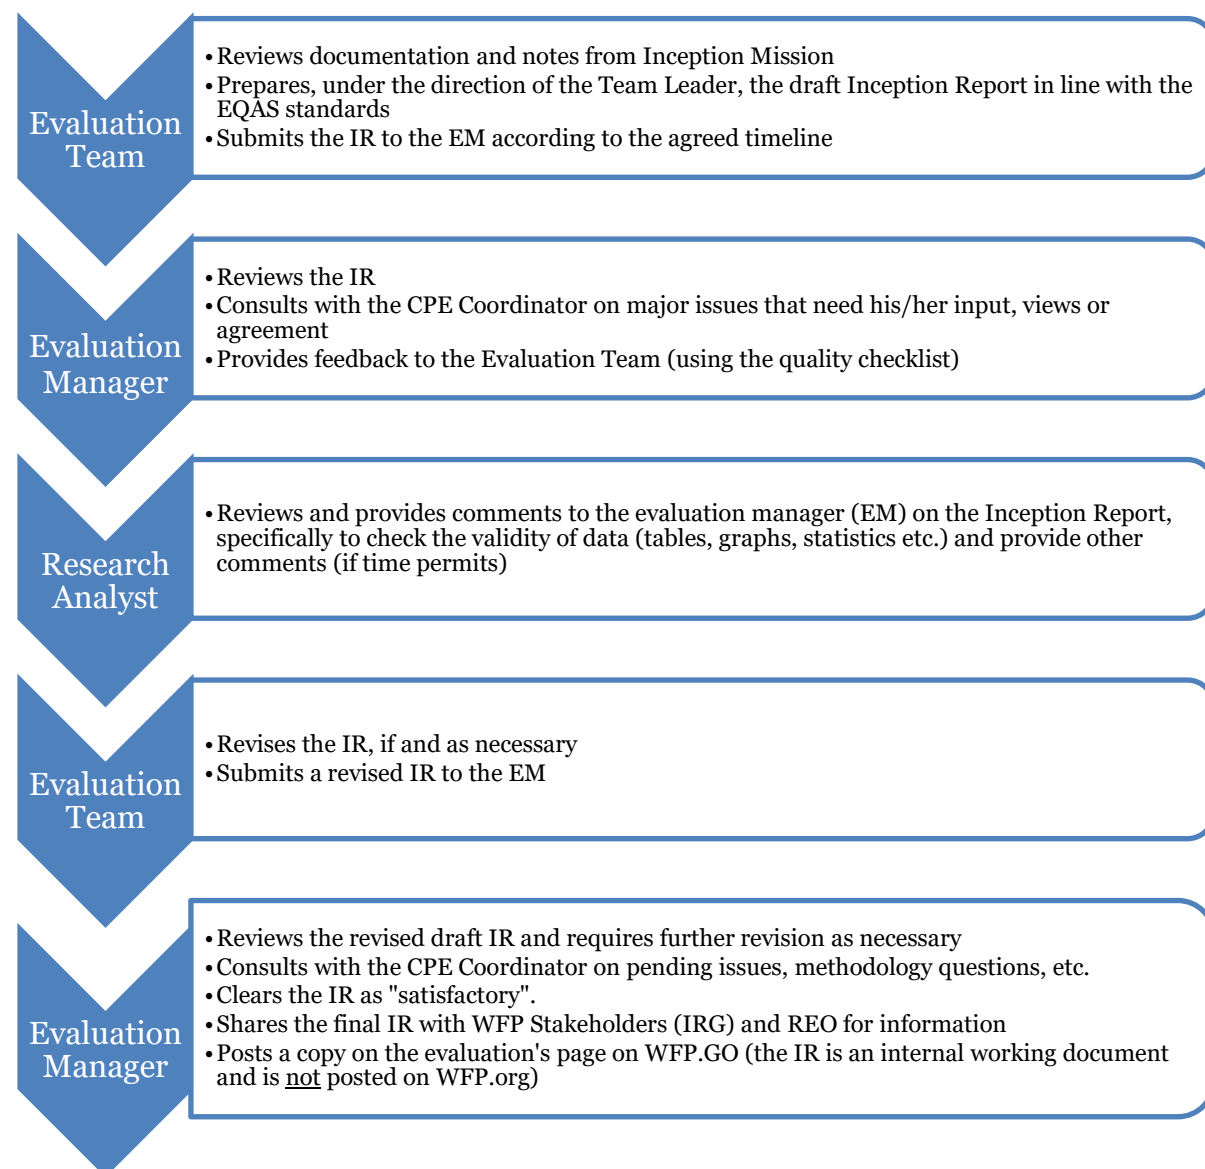 Evaluation
Team
•Reviews documentation and notes from Inception Mission
•Prepares, under the direction of the Team Leader, the draft Inception Report in line with the
EQAS standards
•Submits the IR to the EM according to the agreed timeline
Evaluation
Manager
•Reviews the IR
•Consults with the CPE Coordinator on major issues that need his/her input, views or
agreement
•Provides feedback to the Evaluation Team (using the quality checklist)
Research
Analyst
•Reviews and provides comments to the evaluation manager (EM) on the Inception Report,
specifically to check the validity of data (tables, graphs, statistics etc.) and provide other
comments (if time permits)
Evaluation
Team
•Revises the IR, if and as necessary
•Submits a revised IR to the EM
Evaluation
Manager
•Reviews the revised draft IR and requires further revision as necessary
•Consults with the CPE Coordinator on pending issues, methodology questions, etc.
•Clears the IR as "satisfactory".
•Shares the final IR with WFP Stakeholders (IRG) and REO for information
•Posts a copy on the evaluation's page on WFP.GO (the IR is an internal working document
and is not posted on WFP.org)